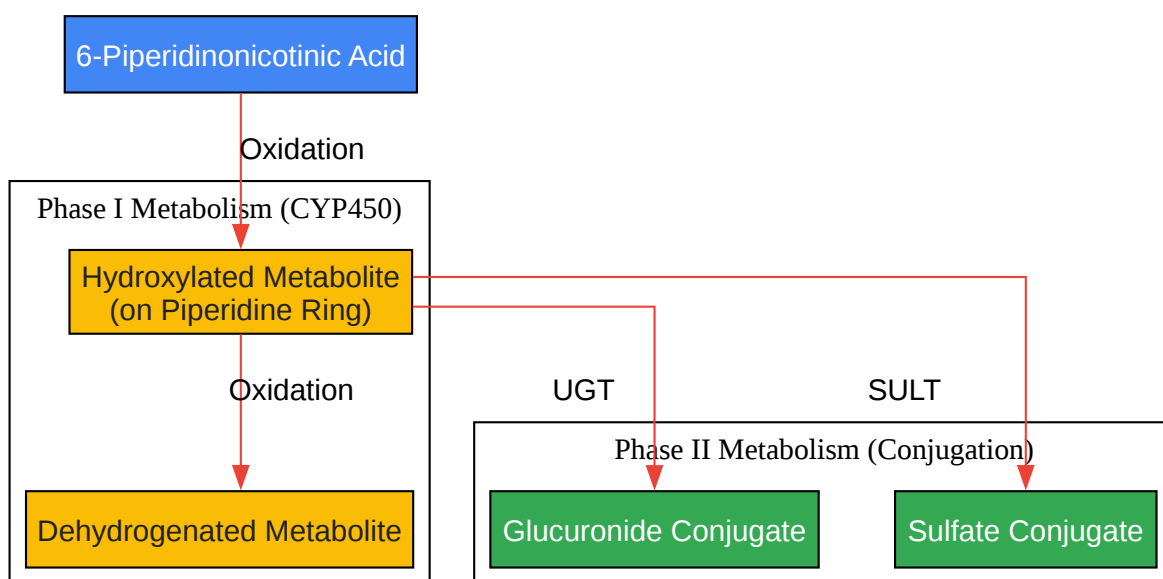 6-Piperidinonicotinic Acid
Oxidation
Phase I Metabolism (CYP450)
Hydroxylated Metabolite
(on Piperidine Ring)
Oxidation
UGT
SULT
Phase II Metabolism (Conjugation)
Dehydrogenated Metabolite
Glucuronide Conjugate
Sulfate Conjugate